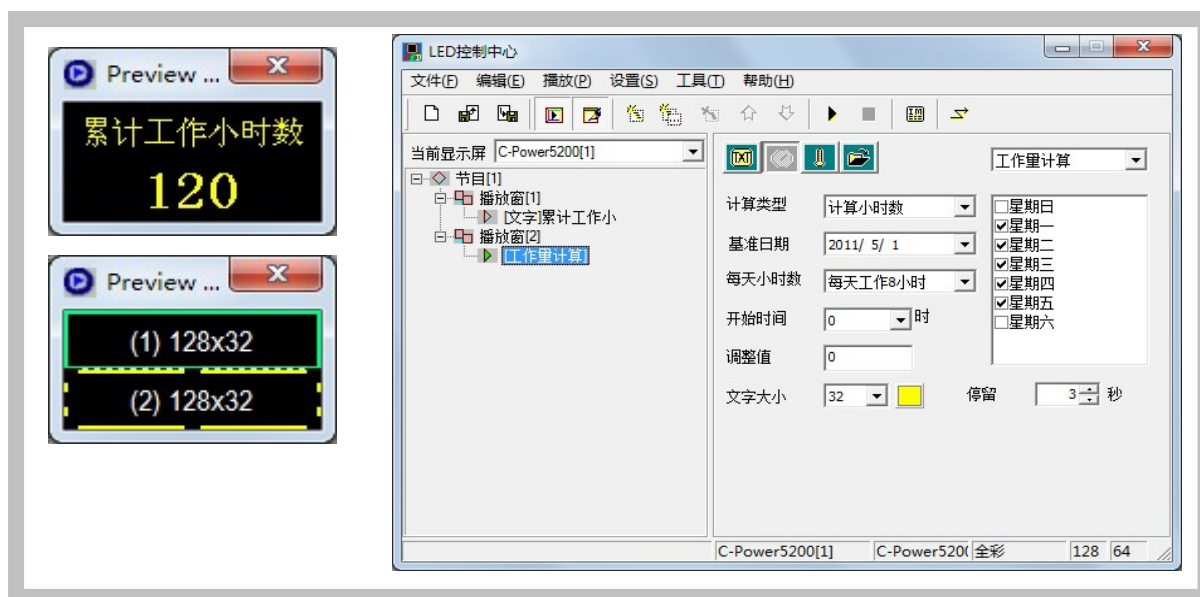 Preview ...
累计工作小时数
120
Preview ...
(1) 128x32
(2) 128x32
LED控制中心
文件(F) 编辑(E) 播放(P) 设置(S) 工具(T) 帮助(H)
当前显示屏 C-Power5200[1]
节目[1]
播放窗[1]
[文字]累计工作小
播放窗[2]
[工作量计算]
TXT
工作量计算
计算类型 计算小时数
基准日期 2011/ 5/ 1
每天小时数 每天工作8小时
开始时间 0 时
调整值 0
文字大小 32 停留 3 秒
星期日
星期一
星期二
星期三
星期四
星期五
星期六
C-Power5200[1] C-Power520( 全彩 128 64